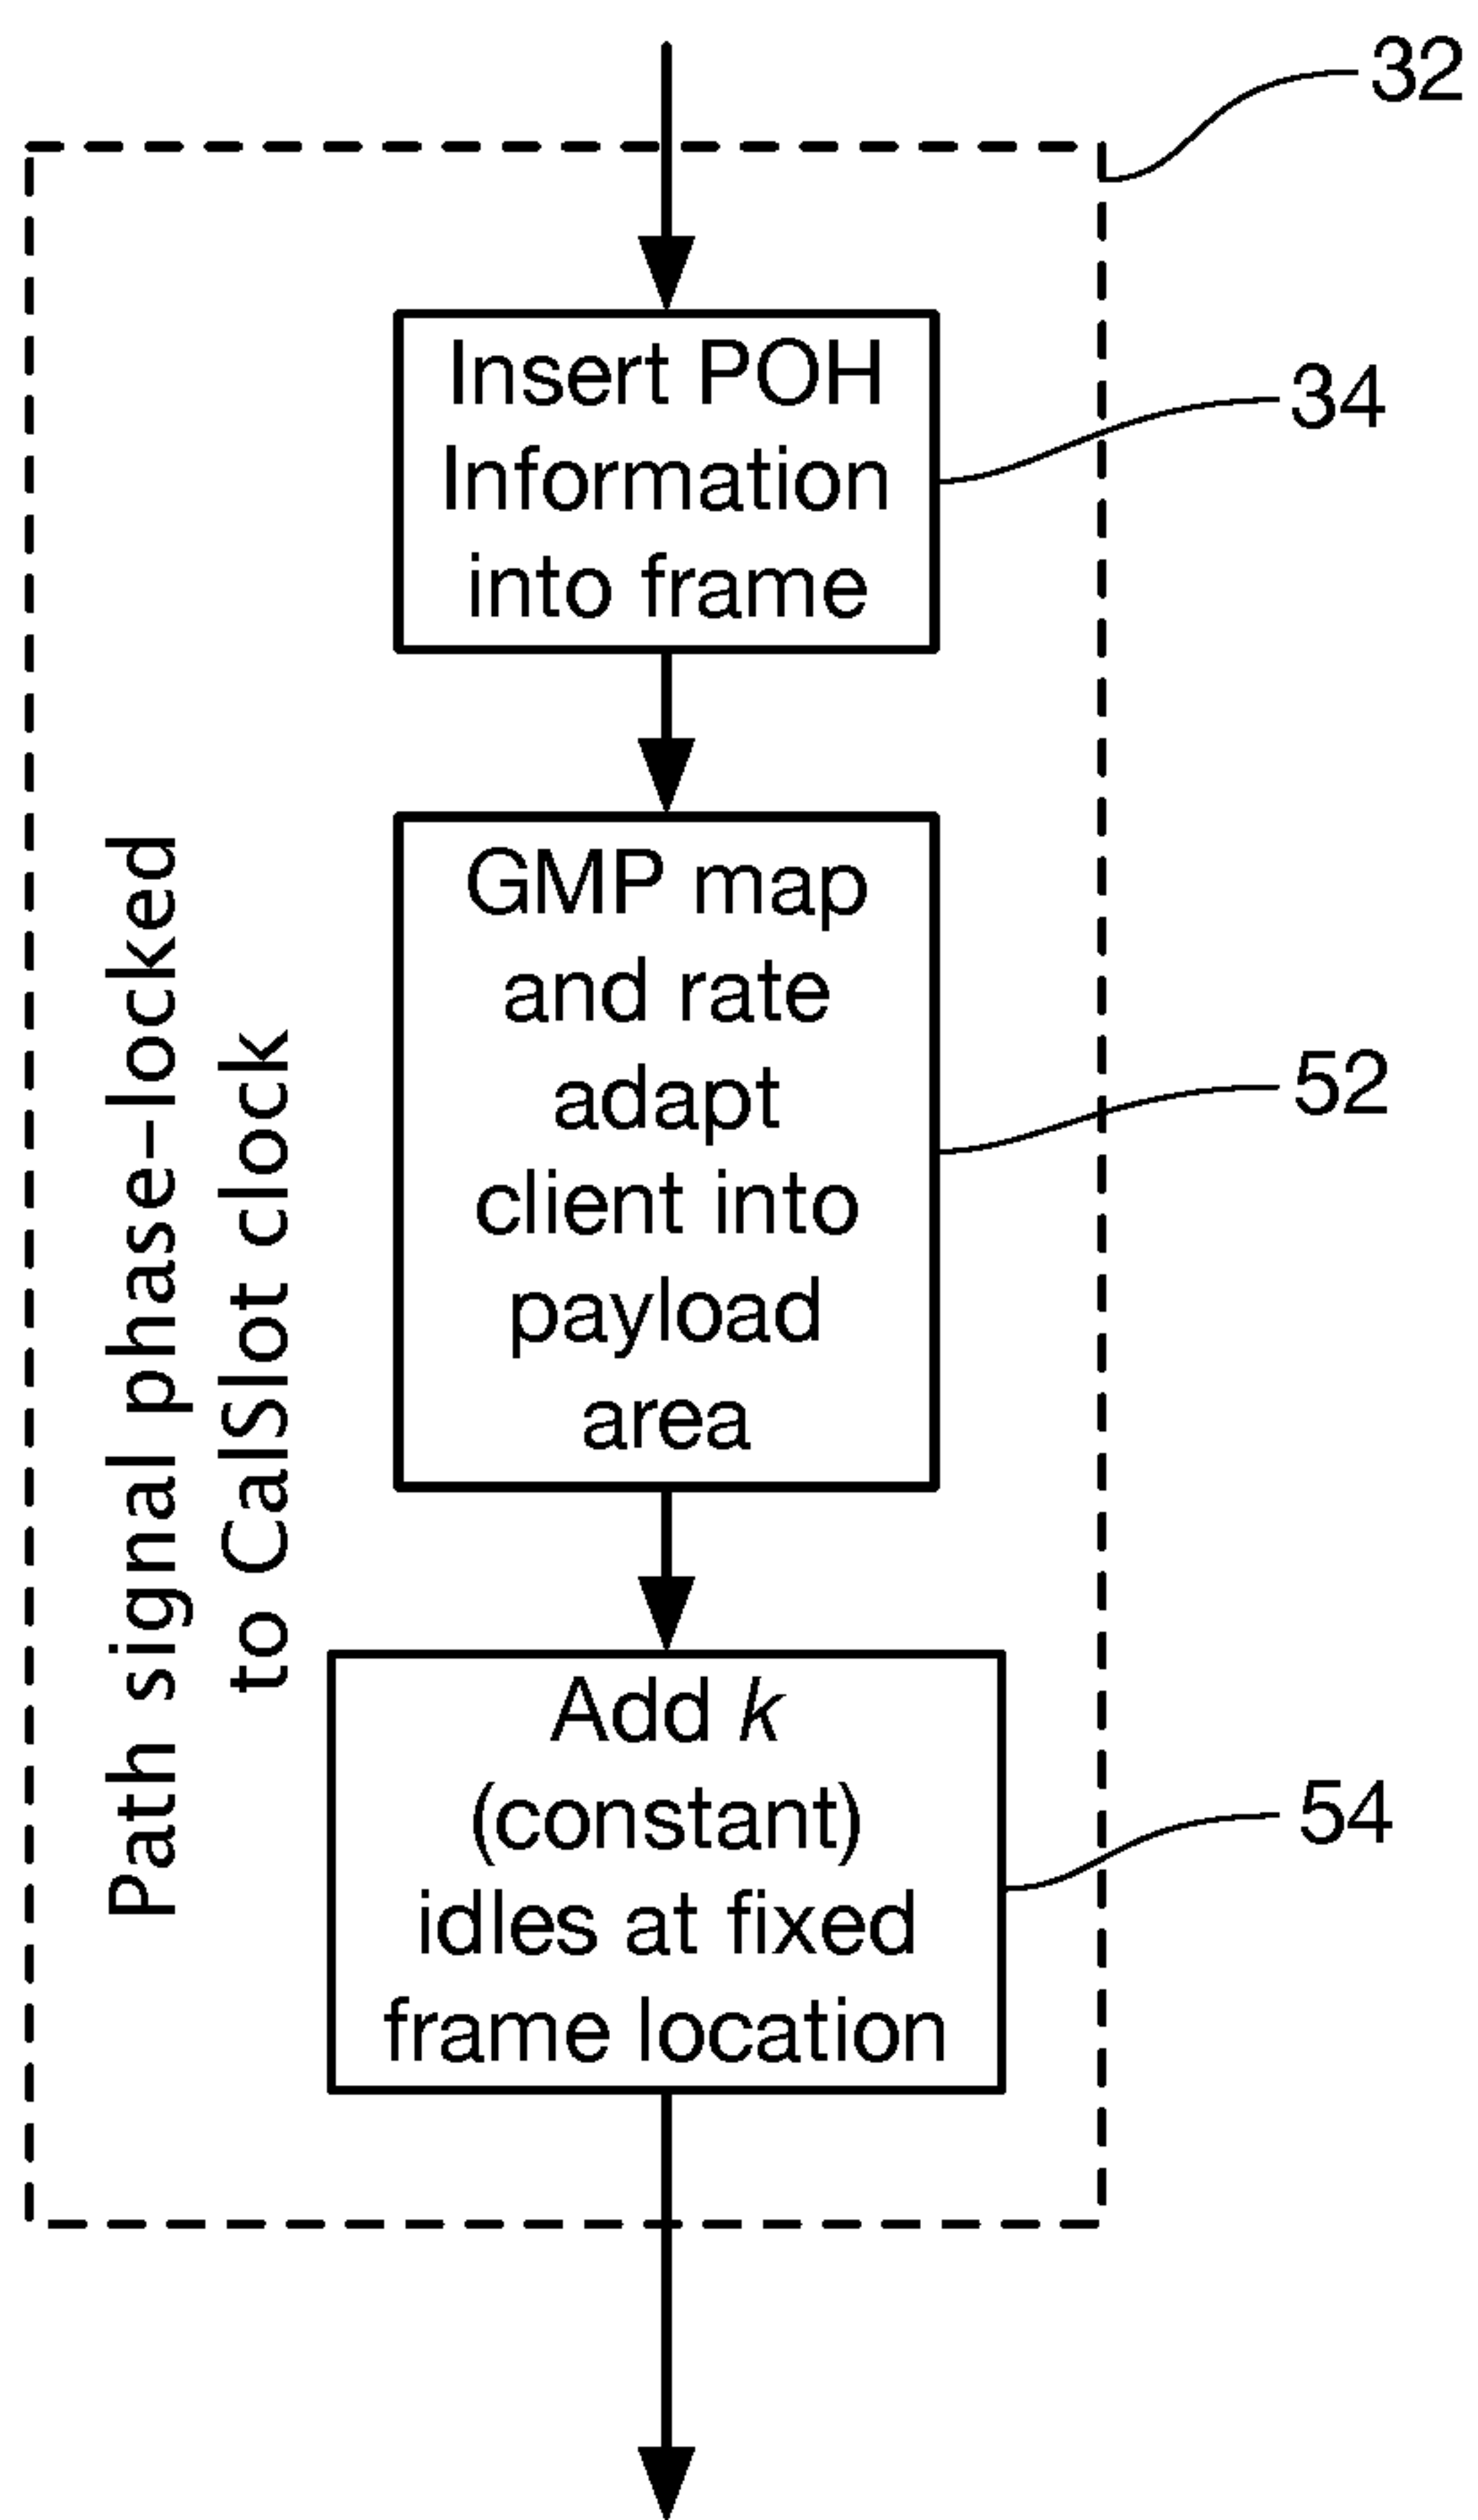 32
Insert POH
Information
into frame
34
GMP map
and rate
adapt
client into
payload
area
52
Add k
(constant)
idles at fixed
frame location
54
Path signal phase-locked
to CalSlot clock